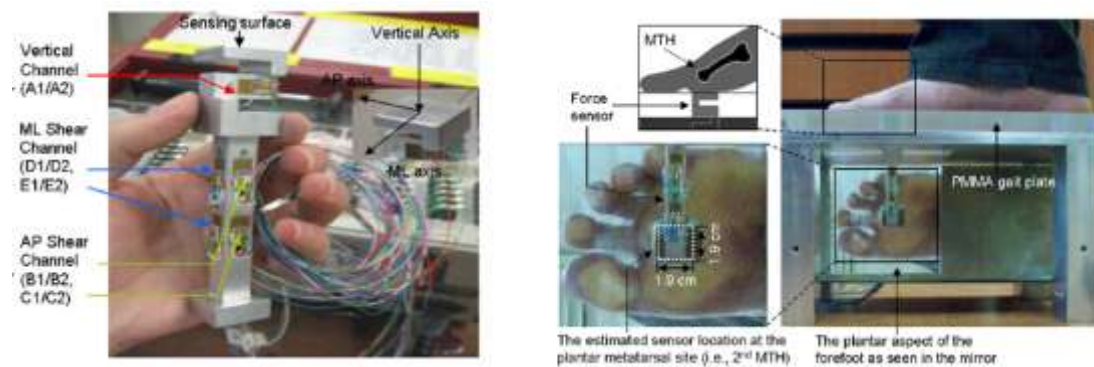 Sensing surface
Vertical
Channel
(A1/A2)
Vertical Axis
AP axis
ML Shear
Channel
(D1/D2,
E1/E2)
ML axis
AP Shear
Channel
(B1/B2,
C1/C2)
MTH
Force
sensor
PMMA gait plate
1.9 cm
1.9 cm
The estimated sensor location at the
plantar metatarsal site (i.e., 2nd MTH)
The plantar aspect of the
forefoot as seen in the mirror